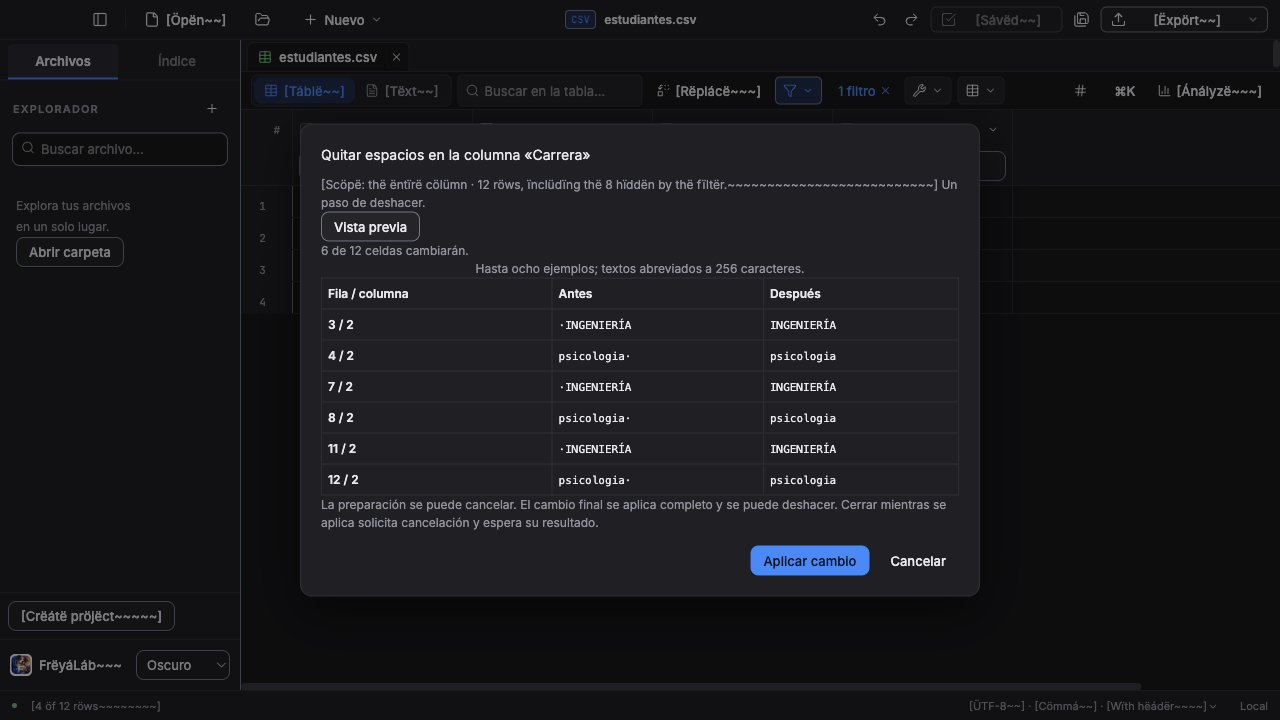 [Öpën~~]
Nuevo
CSV estudiantes.csv
[Sávëd~~]
[Ëxpört~~]
Archivos
Índice
estudiantes.csv
[Táblë~~]
[Tëxt~~]
Buscar en la tabla...
[Rëplácë~~~]
1 filtro ×
#
⌘K
[Ánályzë~~~]
EXPLORADOR
Buscar archivo...
Explora tus archivos
en un solo lugar.
Abrir carpeta
#
1
2
3
4
Quitar espacios en la columna «Carrera»
[Scöpë: thë ëntïrë cölümn · 12 röws, ïnclüdïng thë 8 hïddën by thë fïltër.~~~~~~~~~~~~~~~~~~~~~~~~~~] Un
paso de deshacer.
Vista previa
6 de 12 celdas cambiarán.
Hasta ocho ejemplos; textos abreviados a 256 caracteres.
Fila / columna Antes Después
3 / 2 ·INGENIERÍA INGENIERÍA
4 / 2 psicologia· psicologia
7 / 2 ·INGENIERÍA INGENIERÍA
8 / 2 psicologia· psicologia
11 / 2 ·INGENIERÍA INGENIERÍA
12 / 2 psicologia· psicologia
La preparación se puede cancelar. El cambio final se aplica completo y se puede deshacer. Cerrar mientras se
aplica solicita cancelación y espera su resultado.
Aplicar cambio
Cancelar
[Crëátë pröjëct~~~~~]
FrëyáLáb~~~
Oscuro
[4 öf 12 röws~~~~~~~~]
[ÜTF-8~~] · [Cömmá~~] · [Wïth hëádër~~~~]
Local